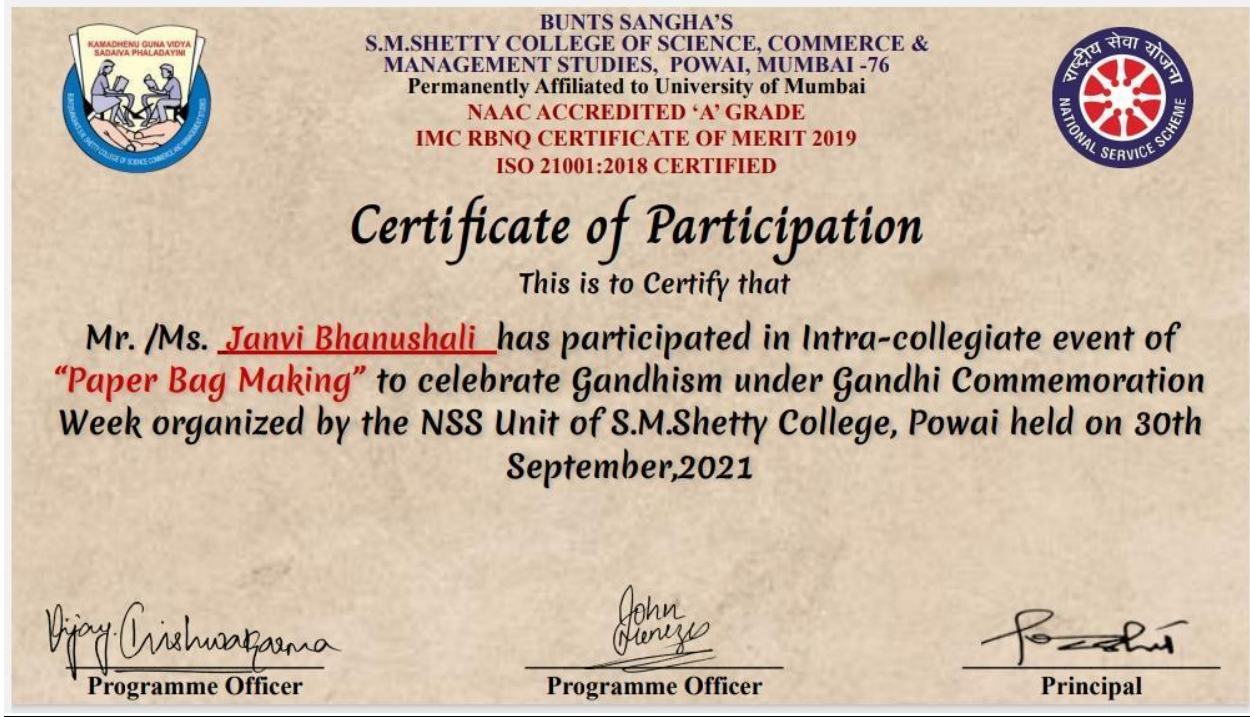 KAMADHENU GUNA VIDYA
SADAIVA PHALADAYINI
BUNTS SANGHA'S
S.M.SHETTY COLLEGE OF SCIENCE, COMMERCE &
MANAGEMENT STUDIES, POWAI, MUMBAI -76
Permanently Affiliated to University of Mumbai
NAAC ACCREDITED ‘A’ GRADE
IMC RBNQ CERTIFICATE OF MERIT 2019
ISO 21001:2018 CERTIFIED
राष्ट्रीय सेवा योजना
NATIONAL SERVICE SCHEME
Certificate of Participation
This is to Certify that
Mr. /Ms. Janvi Bhanushali has participated in Intra-collegiate event of
“Paper Bag Making” to celebrate Gandhism under Gandhi Commemoration
Week organized by the NSS Unit of S.M.Shetty College, Powai held on 30th
September,2021
Vijay. Vishwakarma
John
Menezes
Programme Officer
Programme Officer
Principal